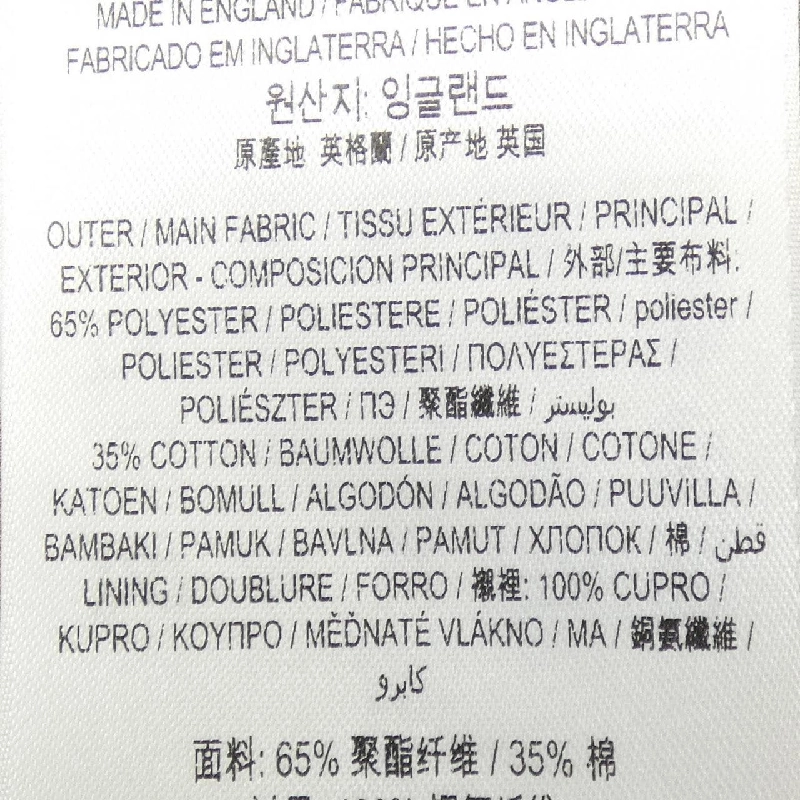 MADE IN ENGLAND / FABRIQUÉ EN
FABRICADO EM INGLATERRA / HECHO EN INGLATERRA
원산지: 잉글랜드
原產地 英格蘭 / 原产地 英国
OUTER / MAIN FABRIC / TISSU EXTÉRIEUR / PRINCIPAL /
EXTERIOR - COMPOSICION PRINCIPAL / 外部/主要布料.
65% POLYESTER / POLIESTERE / POLIÉSTER / poliester /
POLIESTER / POLYESTERI / ΠΟΛΥΕΣΤΕΡΑΣ /
POLIÉSZTER / ПЭ / 聚酯纖維 / بوليستر
35% COTTON / BAUMWOLLE / COTON / COTONE /
KATOEN / BOMULL / ALGODÓN / ALGODÃO / PUUVILLA /
BAMBAKI / PAMUK / BAVLNA / PAMUT / ХЛОПОК / 棉 / قطن
LINING / DOUBLURE / FORRO / 襯裡: 100% CUPRO /
KUPRO / ΚΟΥΠΡΟ / MĚĎNATÉ VLÁKNO / MA / 銅氨纖維 /
كابرو
面料: 65% 聚酯纤维 / 35% 棉